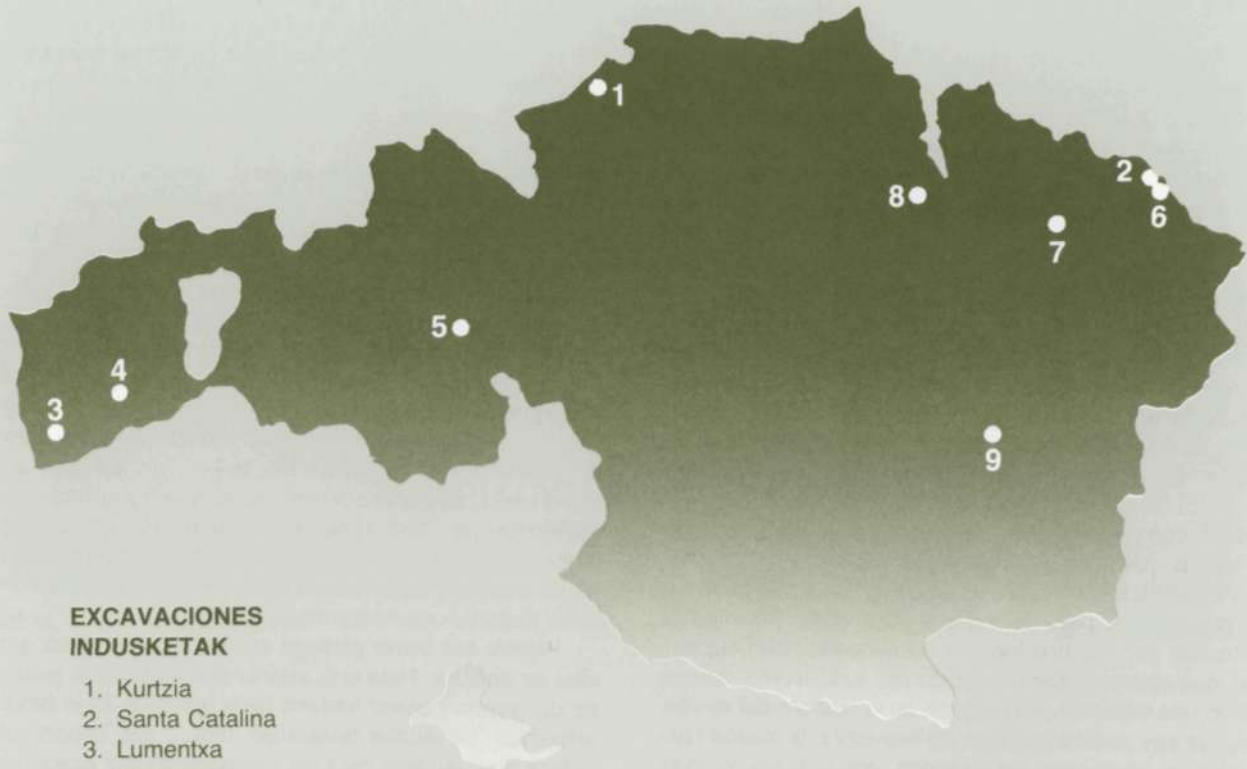 1
2
8
6
7
5
4
3
9
EXCAVACIONES
INDUSKETAK
1. Kurtzia
2. Santa Catalina
3. Lumentxa